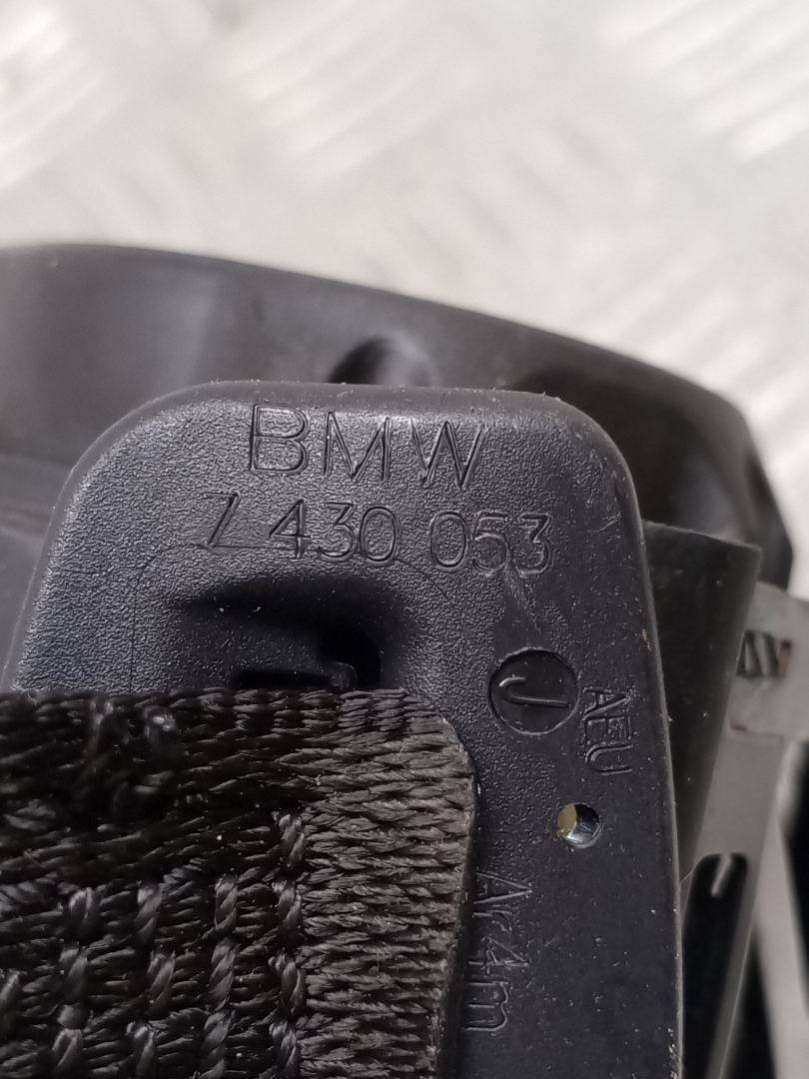 BMW
7 430 053
J
AEU
Ar4m